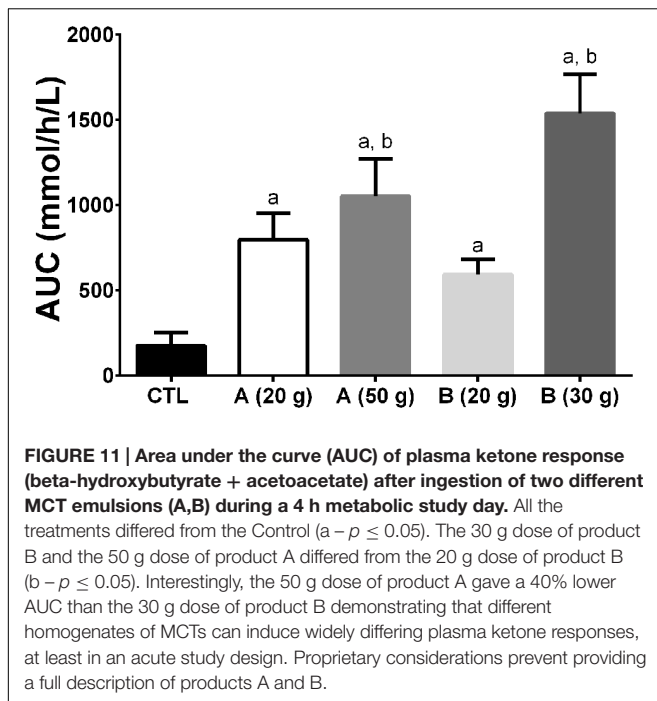 2000
a, b
1500
a, b
a
1000
a
500
0
AUC (mmol/h/L)
CTL A (20 g) A (50 g) B (20 g) B (30 g)
FIGURE 11 | Area under the curve (AUC) of plasma ketone response
(beta-hydroxybutyrate + acetoacetate) after ingestion of two different
MCT emulsions (A,B) during a 4 h metabolic study day. All the
treatments differed from the Control (a – p ≤ 0.05). The 30 g dose of product
B and the 50 g dose of product A differed from the 20 g dose of product B
(b – p ≤ 0.05). Interestingly, the 50 g dose of product A gave a 40% lower
AUC than the 30 g dose of product B demonstrating that different
homogenates of MCTs can induce widely differing plasma ketone responses,
at least in an acute study design. Proprietary considerations prevent providing
a full description of products A and B.